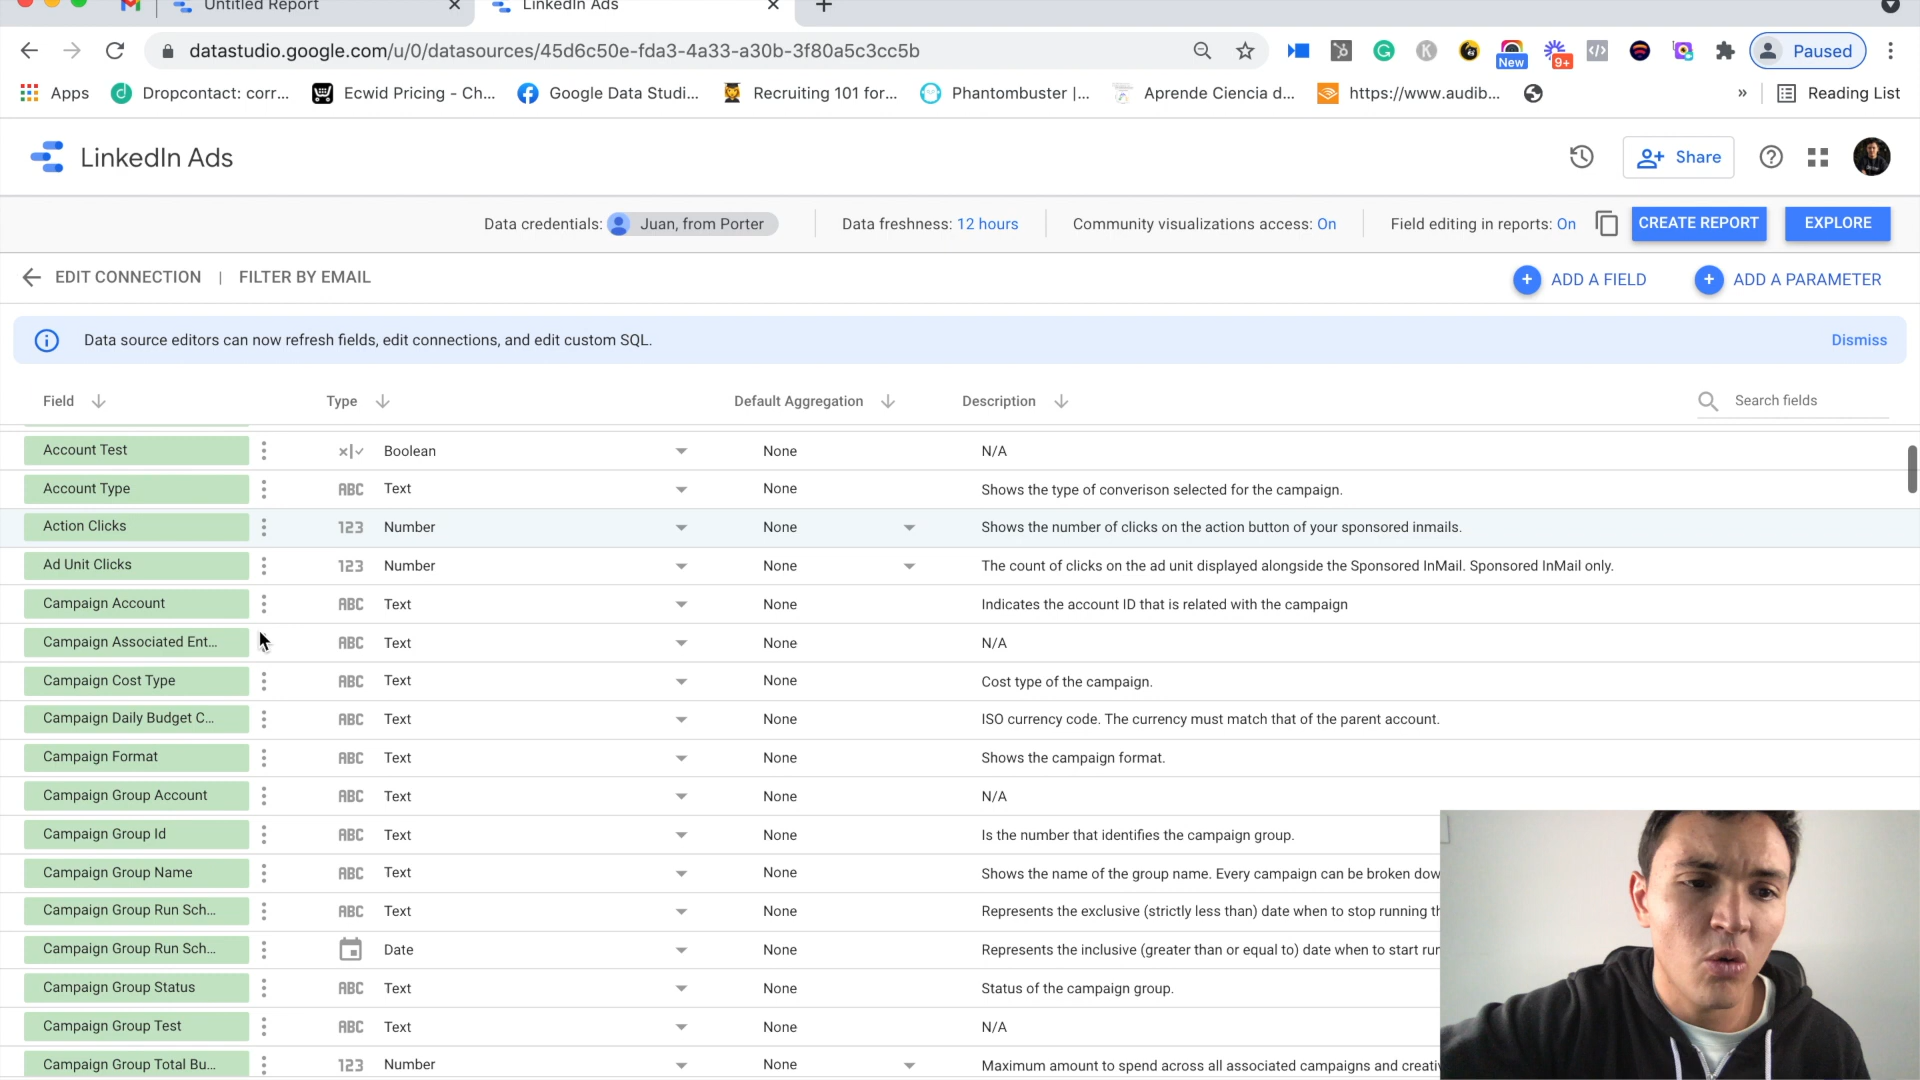 Untitled Report
LinkedIn Ads
datastudio.google.com/u/0/datasources/45d6c50e-fda3-4a33-a30b-3f80a5c3cc5b
New
9+
Paused
Apps
Dropcontact: corr...
Ecwid Pricing - Ch...
Google Data Studi...
Recruiting 101 for...
Phantombuster |...
Aprende Ciencia d...
https://www.audib...
»
Reading List
LinkedIn Ads
Share
Data credentials: Juan, from Porter
Data freshness: 12 hours
Community visualizations access: On
Field editing in reports: On
CREATE REPORT
EXPLORE
EDIT CONNECTION | FILTER BY EMAIL
ADD A FIELD
ADD A PARAMETER
Data source editors can now refresh fields, edit connections, and edit custom SQL.
Dismiss
Field Type Default Aggregation Description Search fields
Account Test Boolean None N/A
Account Type ABC Text None Shows the type of converison selected for the campaign.
Action Clicks 123 Number None Shows the number of clicks on the action button of your sponsored inmails.
Ad Unit Clicks 123 Number None The count of clicks on the ad unit displayed alongside the Sponsored InMail. Sponsored InMail only.
Campaign Account ABC Text None Indicates the account ID that is related with the campaign
Campaign Associated Ent... ABC Text None N/A
Campaign Cost Type ABC Text None Cost type of the campaign.
Campaign Daily Budget C... ABC Text None ISO currency code. The currency must match that of the parent account.
Campaign Format ABC Text None Shows the campaign format.
Campaign Group Account ABC Text None N/A
Campaign Group Id ABC Text None Is the number that identifies the campaign group.
Campaign Group Name ABC Text None Shows the name of the group name. Every campaign can be broken dow
Campaign Group Run Sch... ABC Text None Represents the exclusive (strictly less than) date when to stop running th
Campaign Group Run Sch... Date None Represents the inclusive (greater than or equal to) date when to start rur
Campaign Group Status ABC Text None Status of the campaign group.
Campaign Group Test ABC Text None N/A
Campaign Group Total Bu... 123 Number None Maximum amount to spend across all associated campaigns and creati